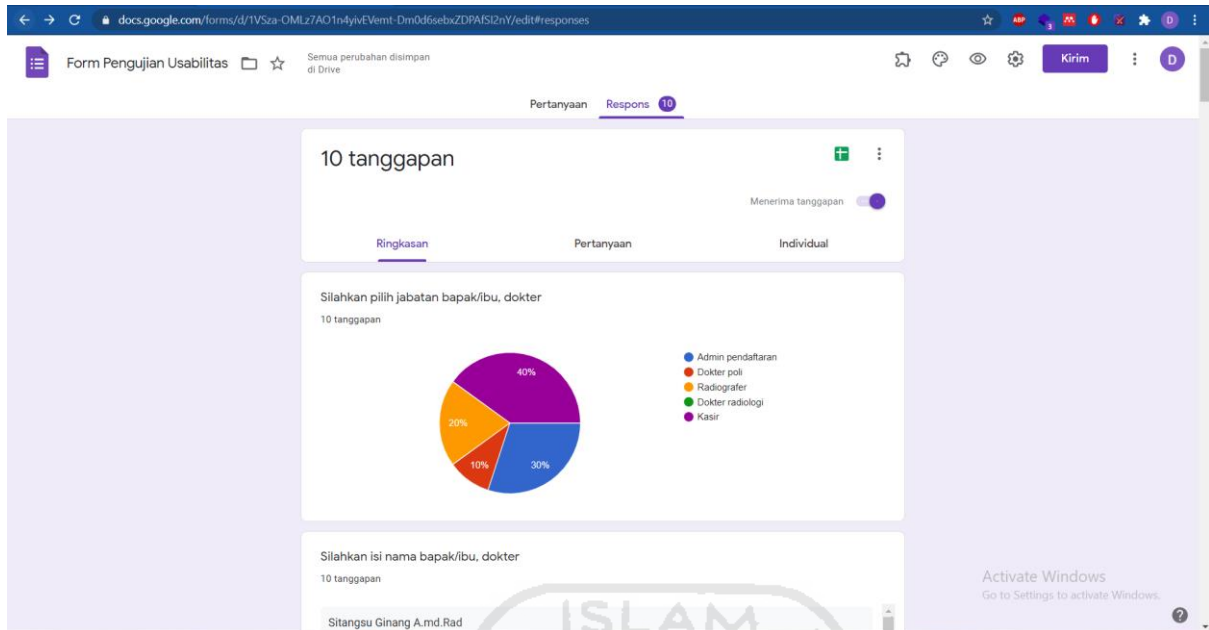 docs.google.com/forms/d/1VSza-OMLz7AO1n4yivEVemt-Dm0d6sebxZDPAfSI2nY/edit#responses
ABP
3
D
Form Pengujian Usabilitas
Semua perubahan disimpan
di Drive
Kirim
D
Pertanyaan
Respons 10
10 tanggapan
Menerima tanggapan
Ringkasan
Pertanyaan
Individual
Silahkan pilih jabatan bapak/ibu, dokter
10 tanggapan
40%
20%
10%
30%
Admin pendaftaran
Dokter poli
Radiografer
Dokter radiologi
Kasir
Silahkan isi nama bapak/ibu, dokter
10 tanggapan
Sitangsu Ginang A.md.Rad
ISLAM
Activate Windows
Go to Settings to activate Windows.